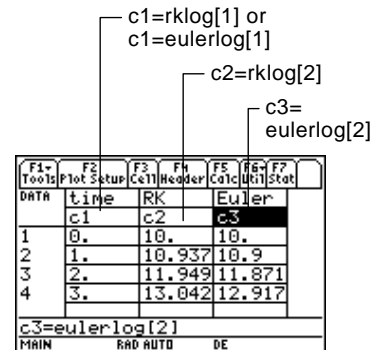 c1=rklog[1] or
c1=eulerlog[1]
c2=rklog[2]
c3=
eulerlog[2]
F1 Tools F2 Plot Setup F3 Cell F4 Header F5 Calc F6 Util F7 Stat
DATA time RK Euler
c1 c2 c3
1 0. 10. 10.
2 1. 10.937 10.9
3 2. 11.949 11.871
4 3. 13.042 12.917
c3=eulerlog[2]
MAIN RAD AUTO DE